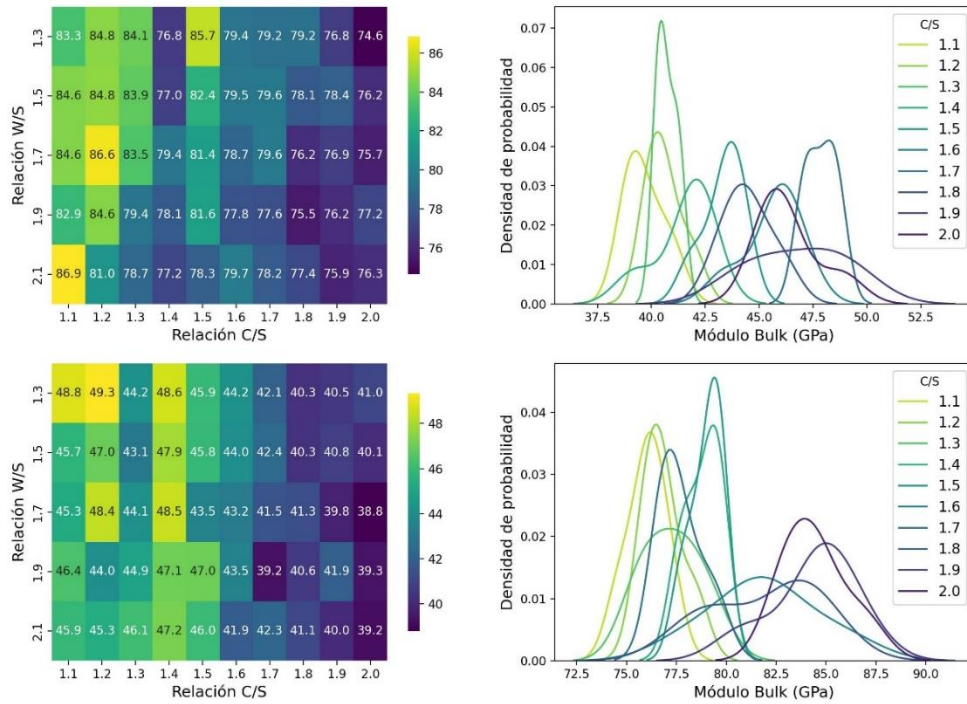 Relación W/S
1.3 83.3 84.8 84.1 76.8 85.7 79.4 79.2 79.2 76.8 74.6
1.5 84.6 84.8 83.9 77.0 82.4 79.5 79.6 78.1 78.4 76.2
1.7 84.6 86.6 83.5 79.4 81.4 78.7 79.6 76.2 76.9 75.7
1.9 82.9 84.6 79.4 78.1 81.6 77.8 77.6 75.5 76.2 77.2
2.1 86.9 81.0 78.7 77.2 78.3 79.7 78.2 77.4 75.9 76.3
1.1 1.2 1.3 1.4 1.5 1.6 1.7 1.8 1.9 2.0
Relación C/S
86
84
82
80
78
76
Densidad de probabilidad
0.07
0.06
0.05
0.04
0.03
0.02
0.01
0.00
37.5 40.0 42.5 45.0 47.5 50.0 52.5
Módulo Bulk (GPa)
C/S
1.1
1.2
1.3
1.4
1.5
1.6
1.7
1.8
1.9
2.0
Relación W/S
1.3 48.8 49.3 44.2 48.6 45.9 44.2 42.1 40.3 40.5 41.0
1.5 45.7 47.0 43.1 47.9 45.8 44.0 42.4 40.3 40.8 40.1
1.7 45.3 48.4 44.1 48.5 43.5 43.2 41.5 41.3 39.8 38.8
1.9 46.4 44.0 44.9 47.1 47.0 43.5 39.2 40.6 41.9 39.3
2.1 45.9 45.3 46.1 47.2 46.0 41.9 42.3 41.1 40.0 39.2
1.1 1.2 1.3 1.4 1.5 1.6 1.7 1.8 1.9 2.0
Relación C/S
48
46
44
42
40
Densidad de probabilidad
0.04
0.03
0.02
0.01
0.00
72.5 75.0 77.5 80.0 82.5 85.0 87.5 90.0
Módulo Bulk (GPa)
C/S
1.1
1.2
1.3
1.4
1.5
1.6
1.7
1.8
1.9
2.0